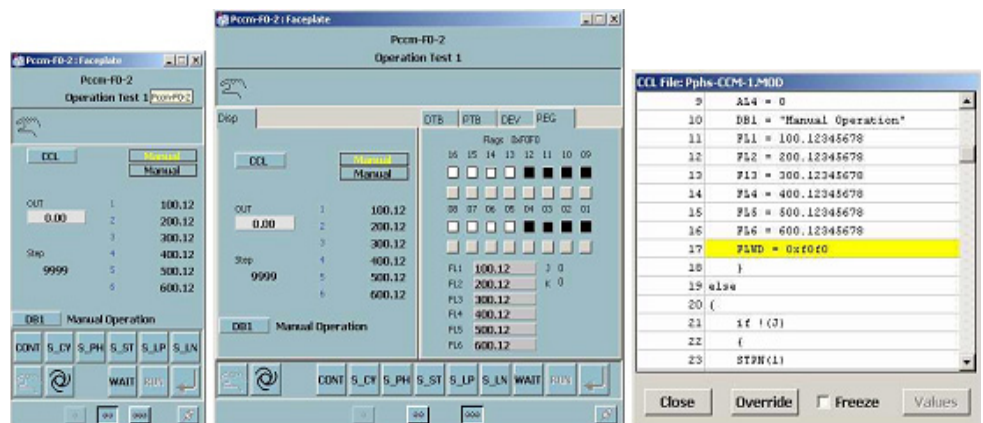 Pccm-F0-2 : Faceplate
Pccm-F0-2
Operation Test 1
Pccm-F0-2
CCL
Manual
Manual
OUT
0.00
1 100.12
2 200.12
3 300.12
Step
9999
4 400.12
5 500.12
6 600.12
DB1 Manual Operation
CONT S_CY S_PH S_ST S_LP S_LN
WAIT RUN
Pccm-F0-2 : Faceplate
Pccm-F0-2
Operation Test 1
Disp
DTB PTB DEV REG
Flags 0xF0F0
16 15 14 13 12 11 10 09
08 07 06 05 04 03 02 01
CCL
Manual
Manual
OUT
0.00
1 100.12
2 200.12
3 300.12
Step
9999
4 400.12
5 500.12
6 600.12
FL1 100.12 J 0
FL2 200.12 K 0
FL3 300.12
FL4 400.12
FL5 500.12
FL6 600.12
DB1 Manual Operation
CONT S_CY S_PH S_ST S_LP S_LN WAIT RUN
CCL File: Pphs-CCM-1.MOD
9 AL4 = 0
10 DB1 = "Manual Operation"
11 FL1 = 100.12345678
12 FL2 = 200.12345678
13 Fl3 = 300.12345678
14 FL4 = 400.12345678
15 FL5 = 500.12345678
16 FL6 = 600.12345678
17 FLWD = 0xf0f0
18 }
19 else
20 {
21 if !(J)
22 {
23 STPN(1)
Close Override Freeze Values